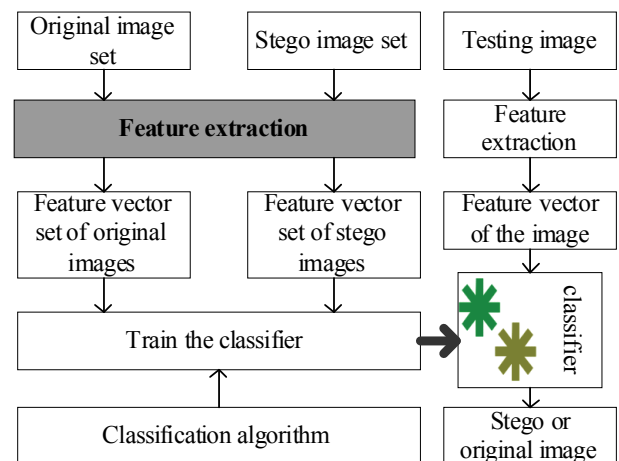 Original image
set
Stego image set
Testing image
Feature extraction
Feature
extraction
Feature vector
set of original
images
Feature vector
set of stego
images
Feature vector
of the image
Train the classifier
classifier
Classification algorithm
Stego or
original image